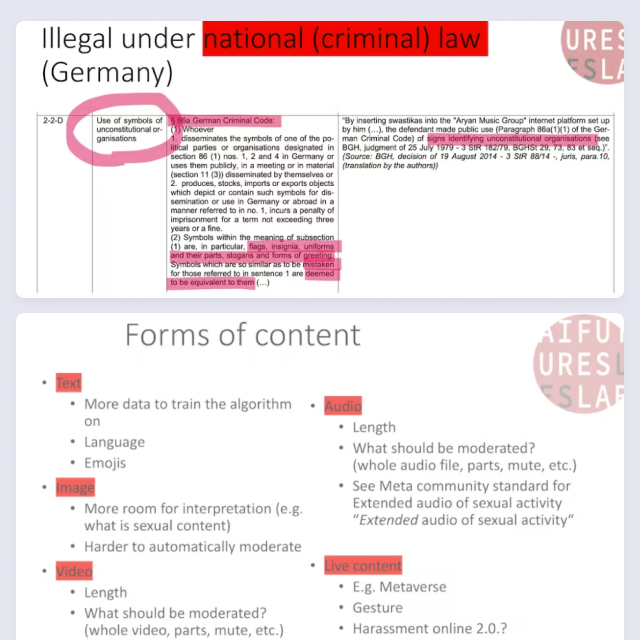 Illegal under national (criminal) law
(Germany)
URES
ESLA
2-2-D
Use of symbols of
unconstitutional or-
ganisations
§ 86a German Criminal Code:
(1) Whoever
1. disseminates the symbols of one of the po-
litical parties or organisations designated in
section 86 (1) nos. 1, 2 and 4 in Germany or
uses them publicly, in a meeting or in material
(section 11 (3)) disseminated by themselves or
2. produces, stocks, imports or exports objects
which depict or contain such symbols for dis-
semination or use in Germany or abroad in a
manner referred to in no. 1, incurs a penalty of
imprisonment for a term not exceeding three
years or a fine.
(2) Symbols within the meaning of subsection
(1) are, in particular, flags, insignia, uniforms
and their parts, slogans and forms of greeting.
Symbols which are so similar as to be mistaken
for those referred to in sentence 1 are deemed
to be equivalent to them (...)
"By inserting swastikas into the "Aryan Music Group" internet platform set up
by him (...), the defendant made public use (Paragraph 86a(1)(1) of the Ger-
man Criminal Code) of signs identifying unconstitutional organisations (see
BGH, judgment of 25 July 1979 - 3 StR 182/79, BGHSt 29, 73, 83 et seq.)".
(Source: BGH, decision of 19 August 2014 - 3 StR 88/14 -, juris, para.10,
(translation by the authors))
Forms of content
AIFU
URESL
ESLAE
• Text
• More data to train the algorithm
on
• Language
• Emojis
• Image
• More room for interpretation (e.g.
what is sexual content)
• Harder to automatically moderate
• Video
• Length
• What should be moderated?
(whole video, parts, mute, etc.)
• Audio
• Length
• What should be moderated?
(whole audio file, parts, mute, etc.)
• See Meta community standard for
Extended audio of sexual activity
"Extended audio of sexual activity"
• Live content
• E.g. Metaverse
• Gesture
• Harassment online 2.0.?